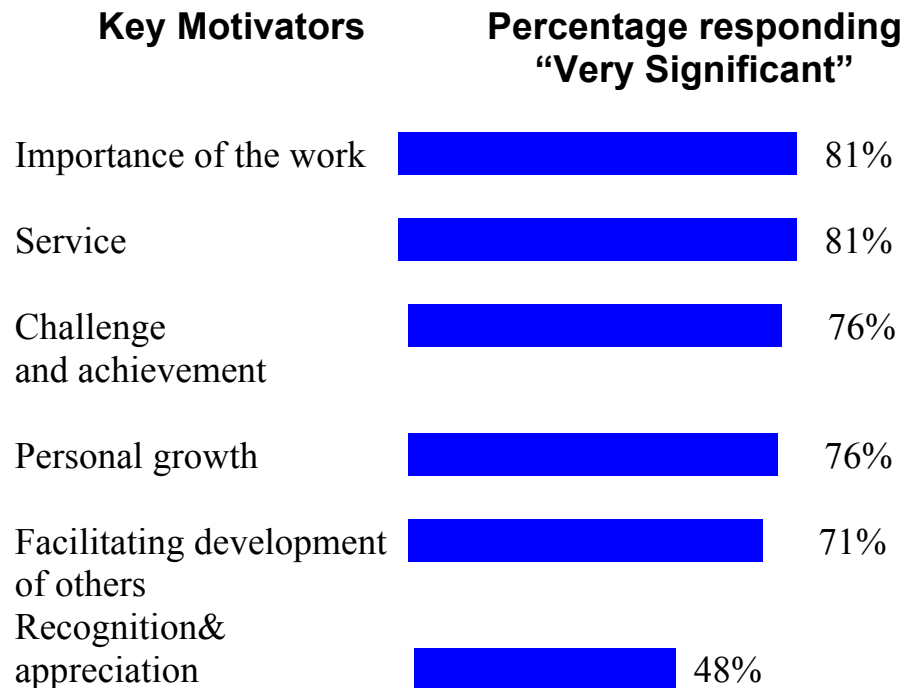 Key Motivators
Percentage responding
“Very Significant”
Importance of the work 81%
Service 81%
Challenge 76%
and achievement
Personal growth 76%
Facilitating development 71%
of others
Recognition&
appreciation 48%